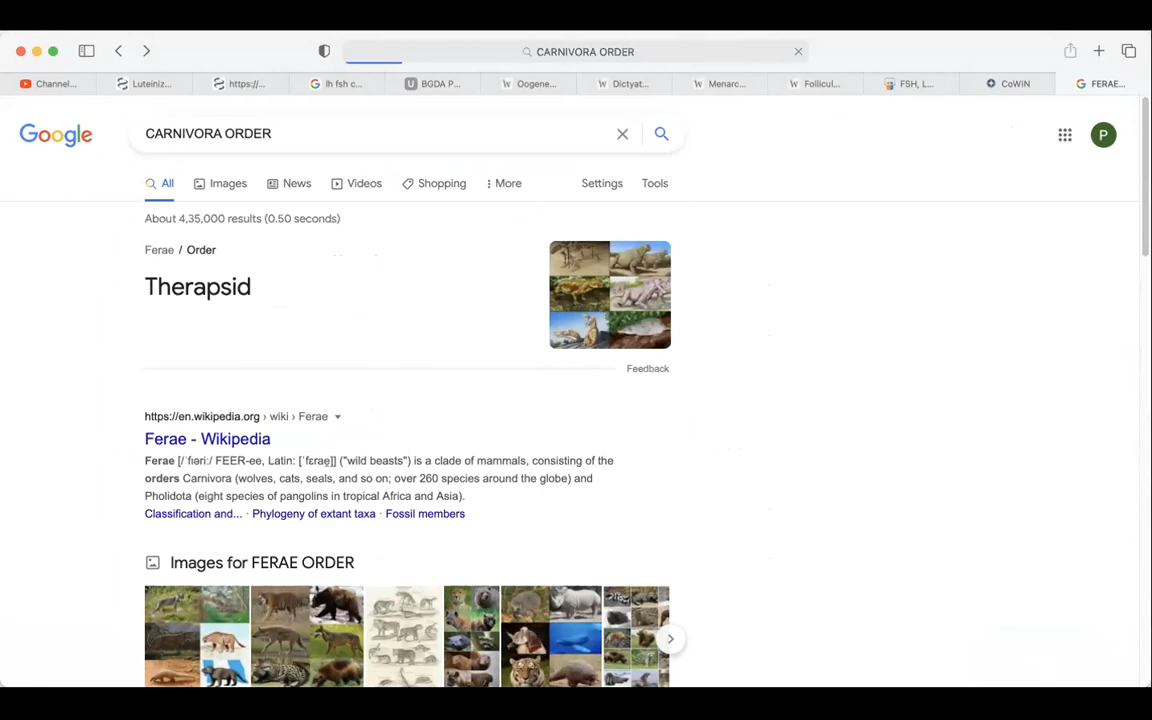 CARNIVORA ORDER
Channel...
Luteiniz...
https://...
lh fsh c...
BGDA P...
Oogene...
Dictyat...
Menarc...
Follicul...
FSH, L...
CoWIN
FERAE...
Google
CARNIVORA ORDER
P
All
Images
News
Videos
Shopping
More
Settings
Tools
About 4,35,000 results (0.50 seconds)
Ferae / Order
Therapsid
Feedback
https://en.wikipedia.org › wiki › Ferae
Ferae - Wikipedia
Ferae [/ˈfɪəriː/ FEER-ee, Latin: [ˈfɛrae̯]] ("wild beasts") is a clade of mammals, consisting of the
orders Carnivora (wolves, cats, seals, and so on; over 260 species around the globe) and
Pholidota (eight species of pangolins in tropical Africa and Asia).
Classification and... · Phylogeny of extant taxa · Fossil members
Images for FERAE ORDER